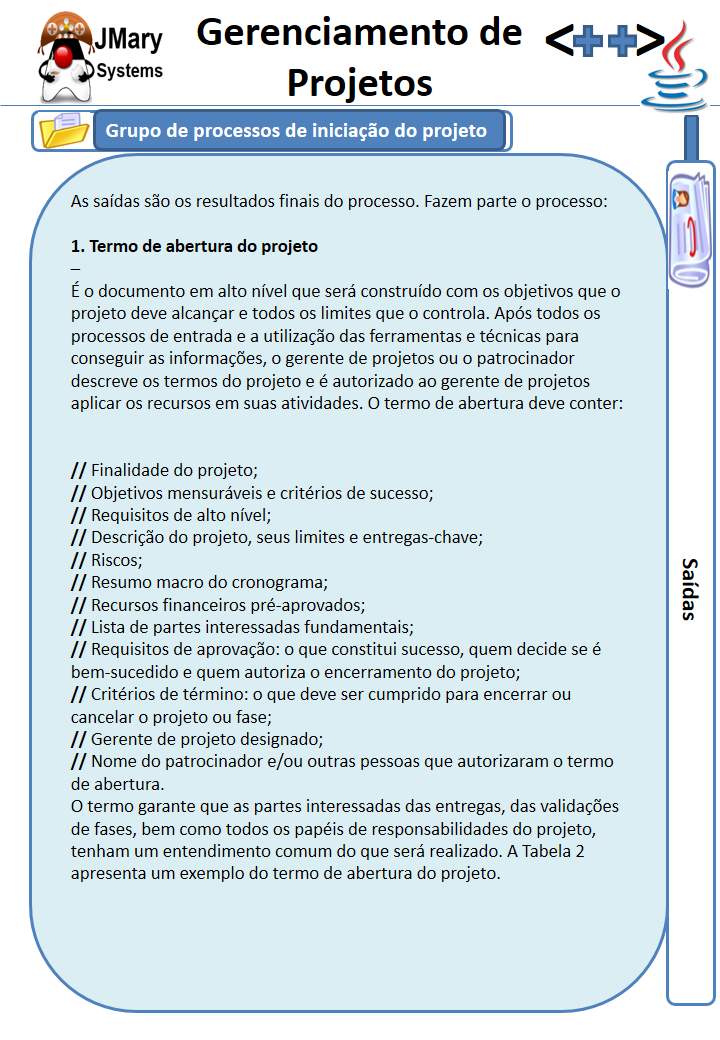 JMary
Systems
Gerenciamento de
Projetos
<++>
Grupo de processos de iniciação do projeto
As saídas são os resultados finais do processo. Fazem parte o processo:
1. Termo de abertura do projeto
–
É o documento em alto nível que será construído com os objetivos que o
projeto deve alcançar e todos os limites que o controla. Após todos os
processos de entrada e a utilização das ferramentas e técnicas para
conseguir as informações, o gerente de projetos ou o patrocinador
descreve os termos do projeto e é autorizado ao gerente de projetos
aplicar os recursos em suas atividades. O termo de abertura deve conter:
// Finalidade do projeto;
// Objetivos mensuráveis e critérios de sucesso;
// Requisitos de alto nível;
// Descrição do projeto, seus limites e entregas-chave;
// Riscos;
// Resumo macro do cronograma;
// Recursos financeiros pré-aprovados;
// Lista de partes interessadas fundamentais;
// Requisitos de aprovação: o que constitui sucesso, quem decide se é
bem-sucedido e quem autoriza o encerramento do projeto;
// Critérios de término: o que deve ser cumprido para encerrar ou
cancelar o projeto ou fase;
// Gerente de projeto designado;
// Nome do patrocinador e/ou outras pessoas que autorizaram o termo
de abertura.
O termo garante que as partes interessadas das entregas, das validações
de fases, bem como todos os papéis de responsabilidades do projeto,
tenham um entendimento comum do que será realizado. A Tabela 2
apresenta um exemplo do termo de abertura do projeto.
Saídas